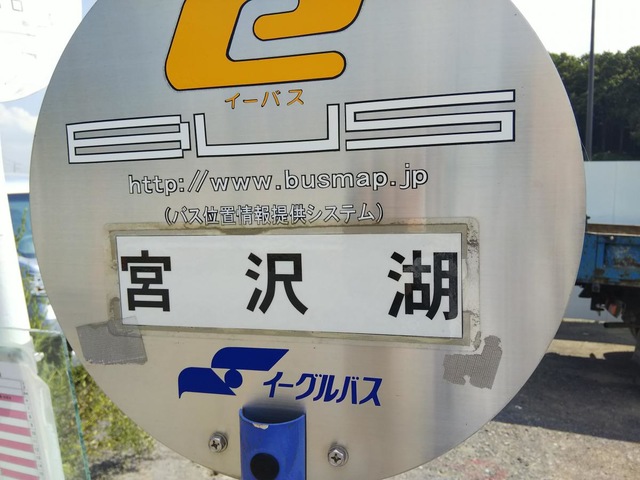 e
イーバス
BUS
http://www.busmap.jp
(バス位置情報提供システム)
宮沢湖
イーグルバス